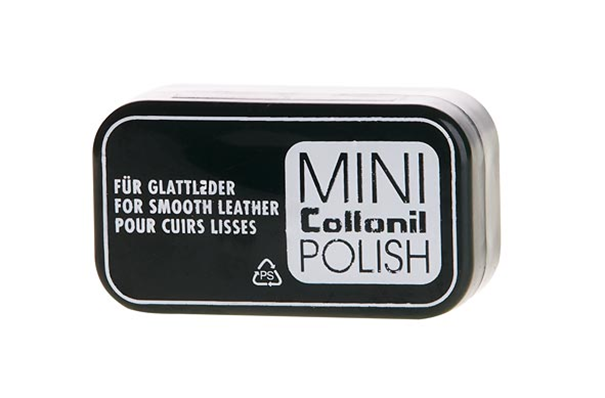 FÜR GLATTLEDER
FOR SMOOTH LEATHER
POUR CUIRS LISSES
PS
MINI
Collonil
POLISH